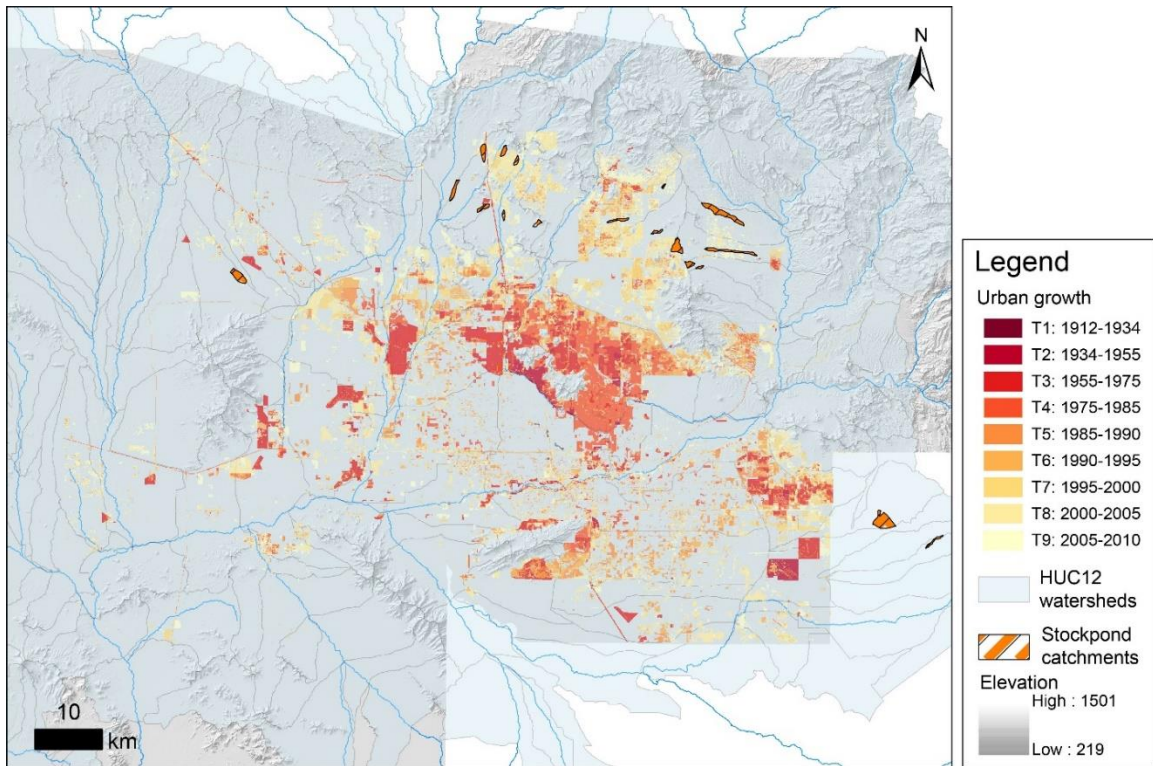 N
10
km
Legend
Urban growth
T1: 1912-1934
T2: 1934-1955
T3: 1955-1975
T4: 1975-1985
T5: 1985-1990
T6: 1990-1995
T7: 1995-2000
T8: 2000-2005
T9: 2005-2010
HUC12
watersheds
Stockpond
catchments
Elevation
High : 1501
Low : 219